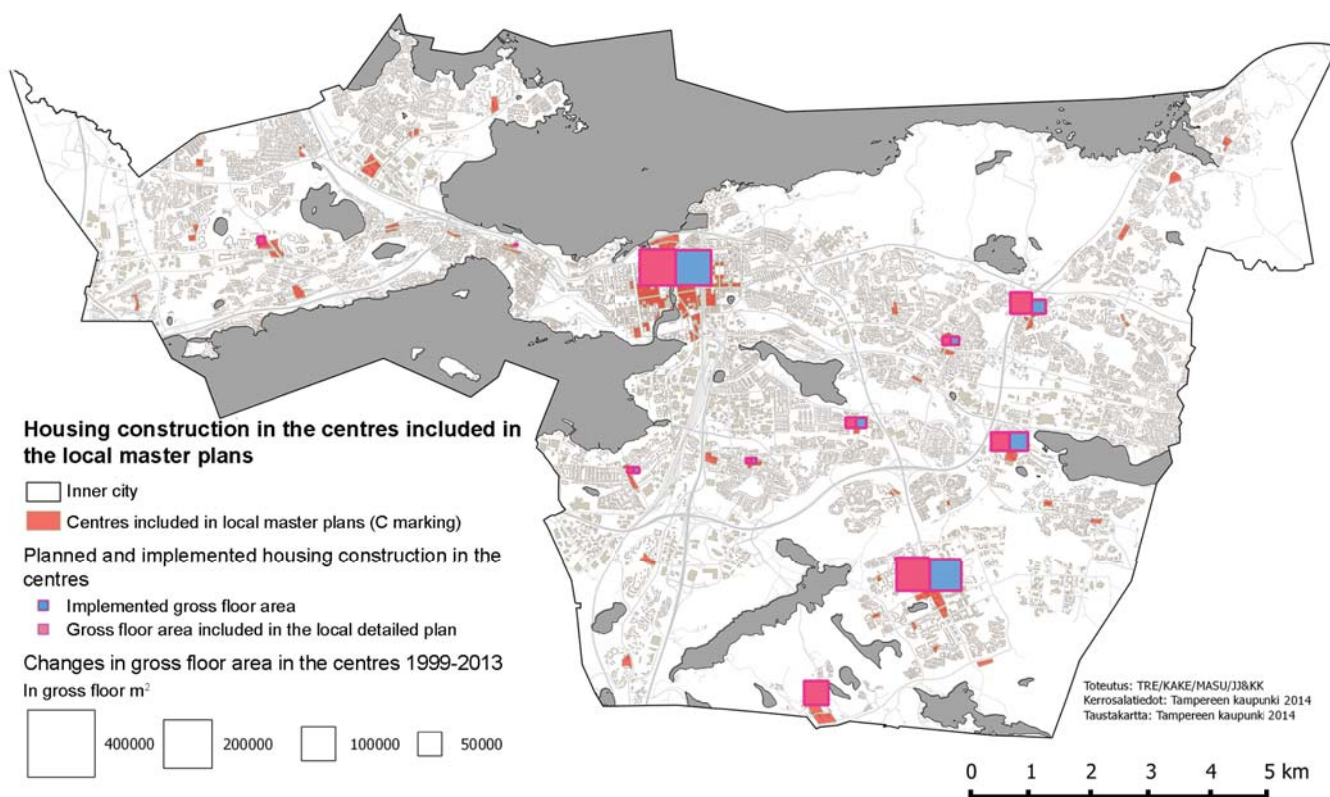 Housing construction in the centres included in
the local master plans
Inner city
Centres included in local master plans (C marking)
Planned and implemented housing construction in the
centres
Implemented gross floor area
Gross floor area included in the local detailed plan
Changes in gross floor area in the centres 1999-2013
In gross floor m²
400000
200000
100000
50000
Toteutus: TRE/KAKE/MASU/JJ&KK
Kerrosalatiedot: Tampereen kaupunki 2014
Taustakartta: Tampereen kaupunki 2014
0 1 2 3 4 5 km